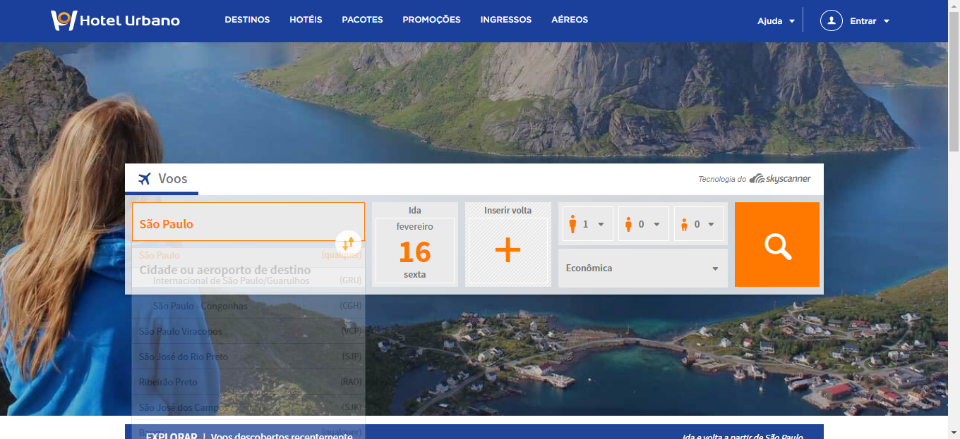 Hotel Urbano
DESTINOS HOTÉIS PACOTES PROMOÇÕES INGRESSOS AÉREOS
Ajuda
Entrar
Voos
Tecnologia do skyscanner
São Paulo
Ida
fevereiro
16
sexta
Inserir volta
1
0
0
Econômica
São Paulo (qualquer)
Cidade ou aeroporto de destino
Internacional de São Paulo/Guarulhos (GRU)
São Paulo - Congonhas (CGH)
São Paulo Viracopos (VCP)
São José do Rio Preto (SJP)
Ribeirão Preto (RAO)
São José dos Campos (SJK)
(qualquer)
EXPLORAR | Voos descobertos recentemente
Ida e volta a partir de São Paulo